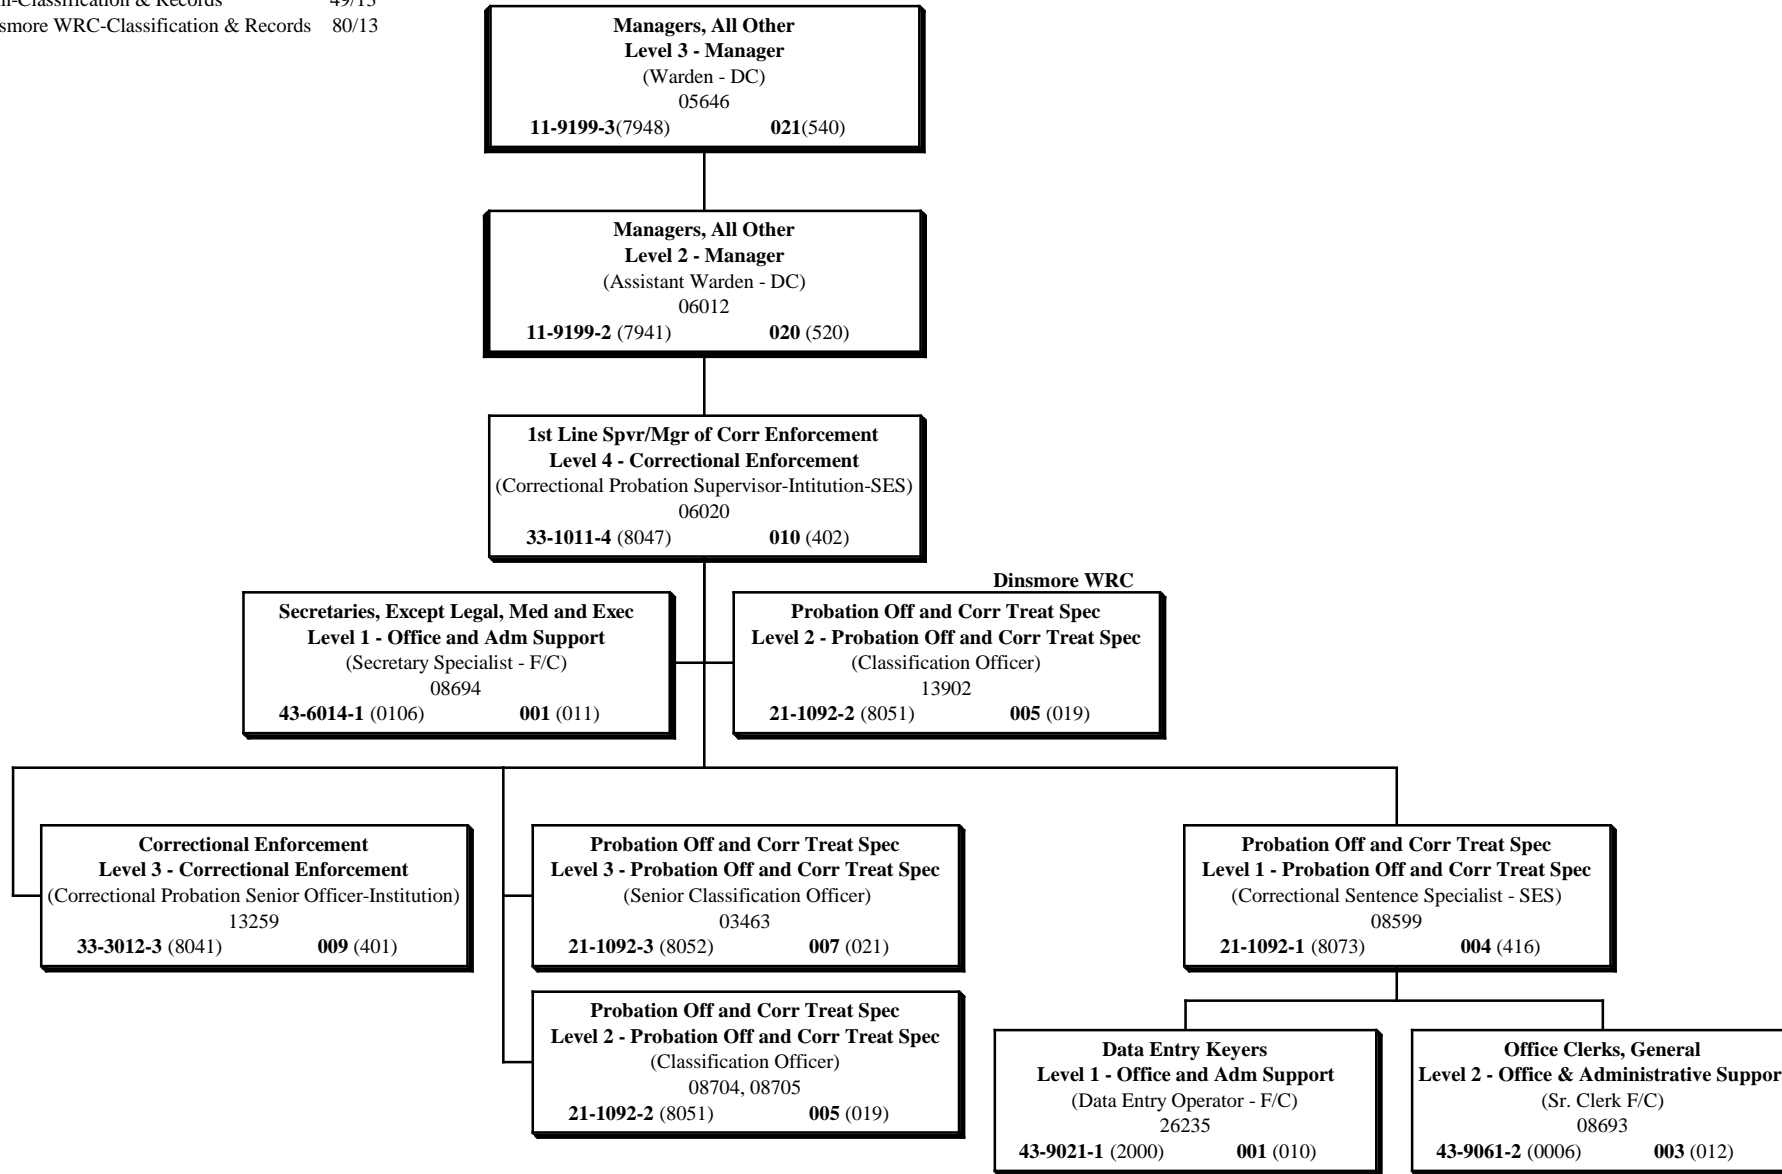 -Classification & Records 49/13
smore WRC-Classification & Records 80/13
Managers, All Other
Level 3 - Manager
(Warden - DC)
05646
11-9199-3(7948) 021(540)
Managers, All Other
Level 2 - Manager
(Assistant Warden - DC)
06012
11-9199-2 (7941) 020 (520)
1st Line Spvr/Mgr of Corr Enforcement
Level 4 - Correctional Enforcement
(Correctional Probation Supervisor-Intitution-SES)
06020
33-1011-4 (8047) 010 (402)
Dinsmore WRC
Secretaries, Except Legal, Med and Exec
Level 1 - Office and Adm Support
(Secretary Specialist - F/C)
08694
43-6014-1 (0106) 001 (011)
Probation Off and Corr Treat Spec
Level 2 - Probation Off and Corr Treat Spec
(Classification Officer)
13902
21-1092-2 (8051) 005 (019)
Correctional Enforcement
Level 3 - Correctional Enforcement
(Correctional Probation Senior Officer-Institution)
13259
33-3012-3 (8041) 009 (401)
Probation Off and Corr Treat Spec
Level 3 - Probation Off and Corr Treat Spec
(Senior Classification Officer)
03463
21-1092-3 (8052) 007 (021)
Probation Off and Corr Treat Spec
Level 1 - Probation Off and Corr Treat Spec
(Correctional Sentence Specialist - SES)
08599
21-1092-1 (8073) 004 (416)
Probation Off and Corr Treat Spec
Level 2 - Probation Off and Corr Treat Spec
(Classification Officer)
08704, 08705
21-1092-2 (8051) 005 (019)
Data Entry Keyers
Level 1 - Office and Adm Support
(Data Entry Operator - F/C)
26235
43-9021-1 (2000) 001 (010)
Office Clerks, General
Level 2 - Office & Administrative Suppor
(Sr. Clerk F/C)
08693
43-9061-2 (0006) 003 (012)